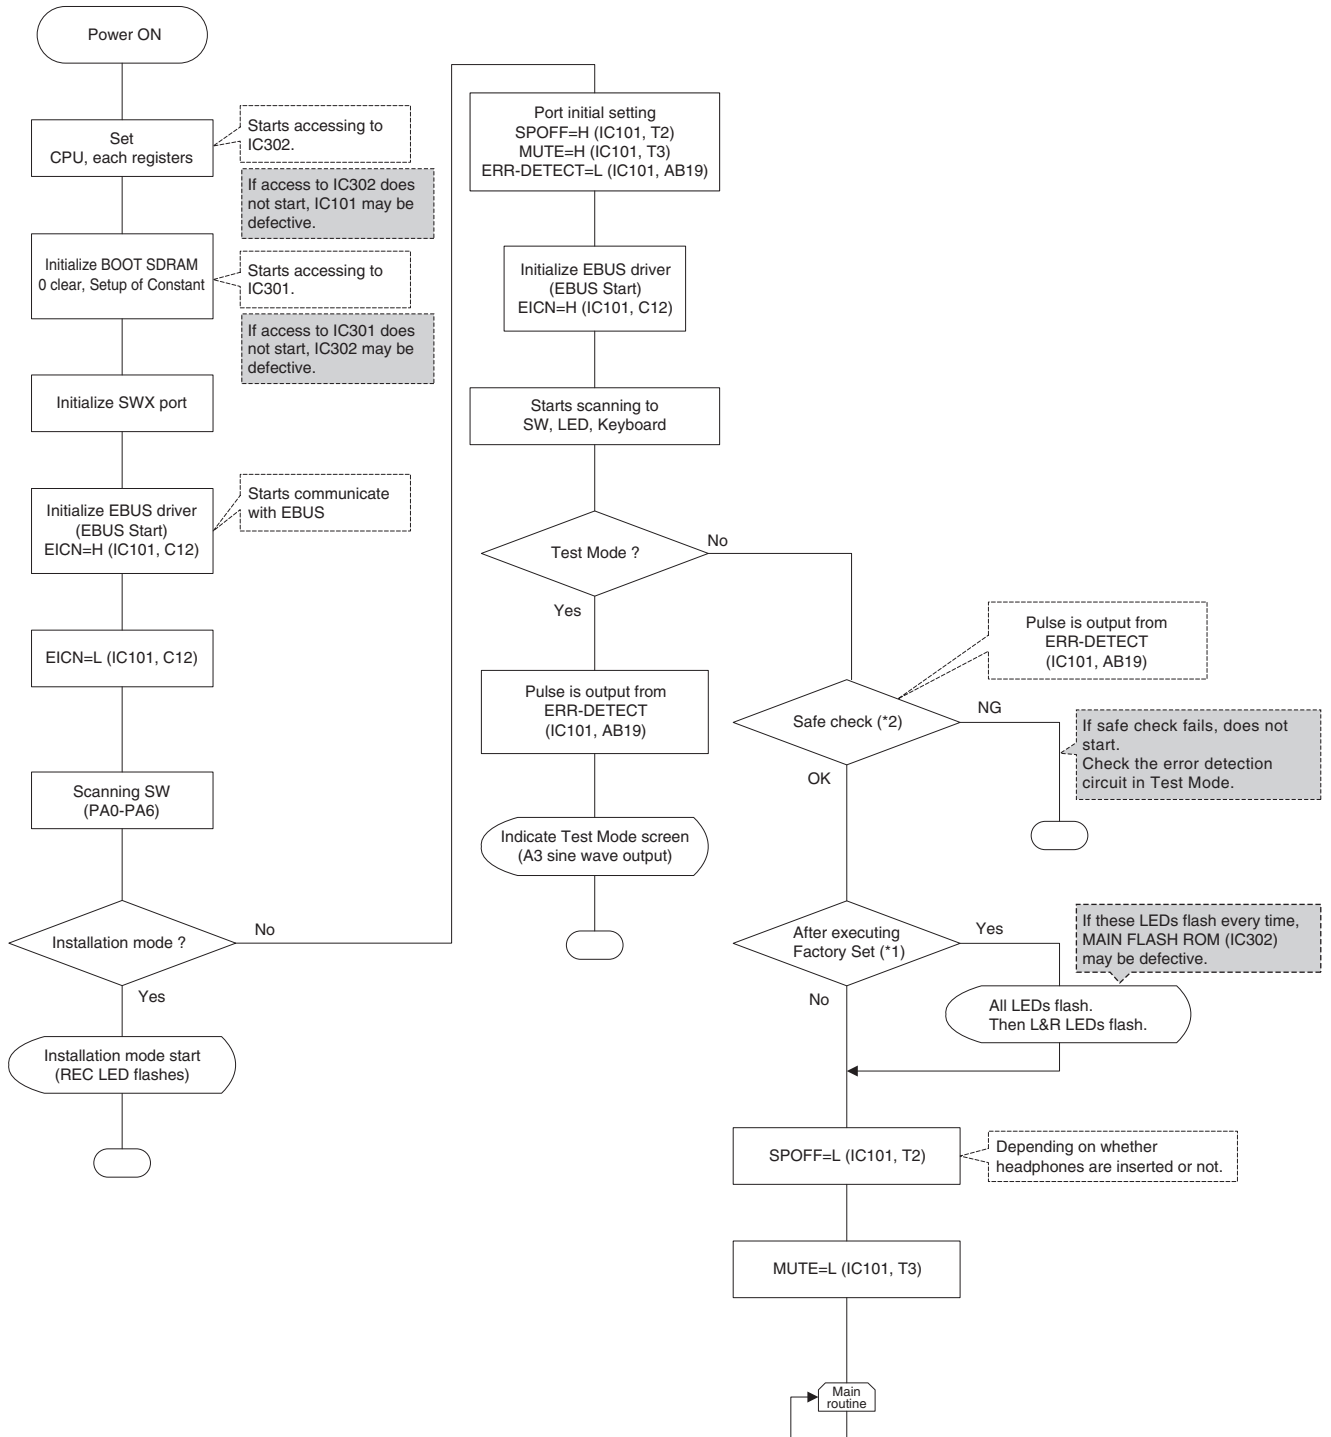 Power ON
Set
CPU, each registers
Starts accessing to
IC302.
If access to IC302 does
not start, IC101 may be
defective.
Initialize BOOT SDRAM
0 clear, Setup of Constant
Starts accessing to
IC301.
If access to IC301 does
not start, IC302 may be
defective.
Initialize SWX port
Initialize EBUS driver
(EBUS Start)
EICN=H (IC101, C12)
Starts communicate
with EBUS
EICN=L (IC101, C12)
Scanning SW
(PA0-PA6)
Installation mode ?
No
Yes
Installation mode start
(REC LED flashes)
Port initial setting
SPOFF=H (IC101, T2)
MUTE=H (IC101, T3)
ERR-DETECT=L (IC101, AB19)
Initialize EBUS driver
(EBUS Start)
EICN=H (IC101, C12)
Starts scanning to
SW, LED, Keyboard
Test Mode ?
No
Yes
Pulse is output from
ERR-DETECT
(IC101, AB19)
Indicate Test Mode screen
(A3 sine wave output)
Pulse is output from
ERR-DETECT
(IC101, AB19)
Safe check (*2)
NG
OK
If safe check fails, does not
start.
Check the error detection
circuit in Test Mode.
After executing
Factory Set (*1)
Yes
No
If these LEDs flash every time,
MAIN FLASH ROM (IC302)
may be defective.
All LEDs flash.
Then L&R LEDs flash.
SPOFF=L (IC101, T2)
Depending on whether
headphones are inserted or not.
MUTE=L (IC101, T3)
Main
routine